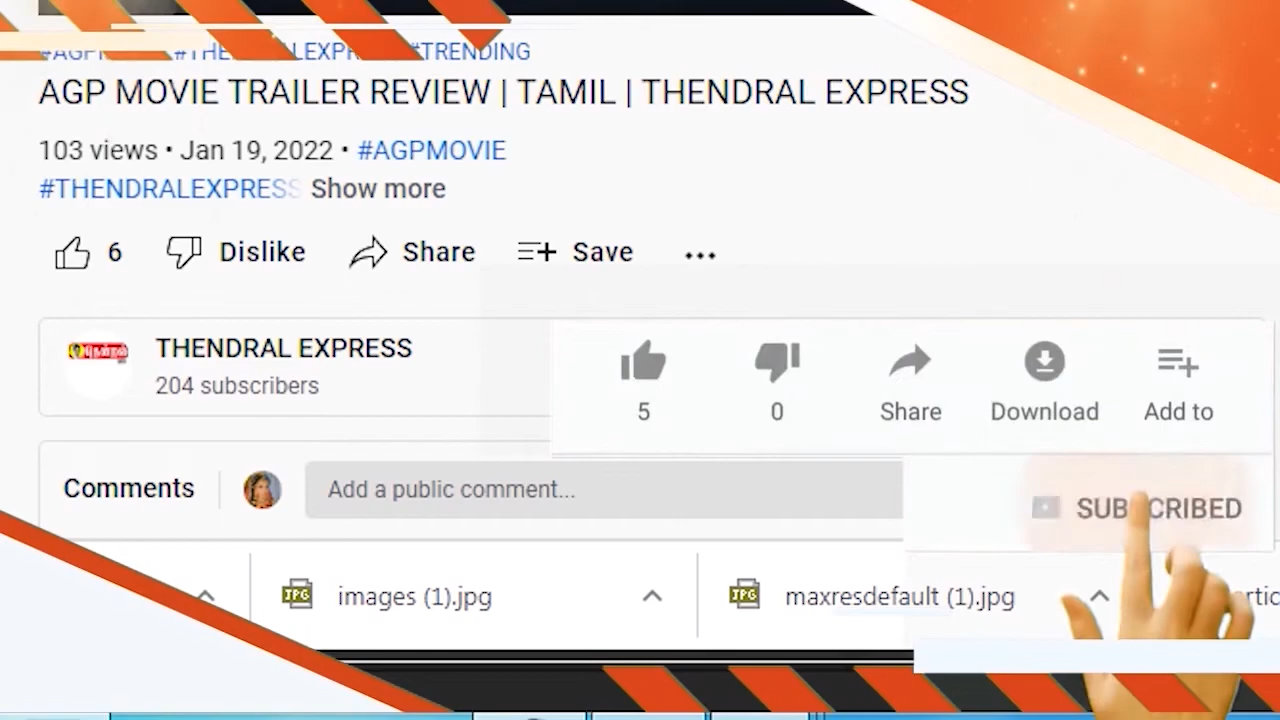 #TRENDING
AGP MOVIE TRAILER REVIEW | TAMIL | THENDRAL EXPRESS
103 views • Jan 19, 2022 • #AGPMOVIE
#THENDRALEXPRESS Show more
6 Dislike Share Save
THENDRAL EXPRESS
204 subscribers
5 0 Share Download Add to
Comments Add a public comment...
SUBSCRIBED
JPG images (1).jpg JPG maxresdefault (1).jpg